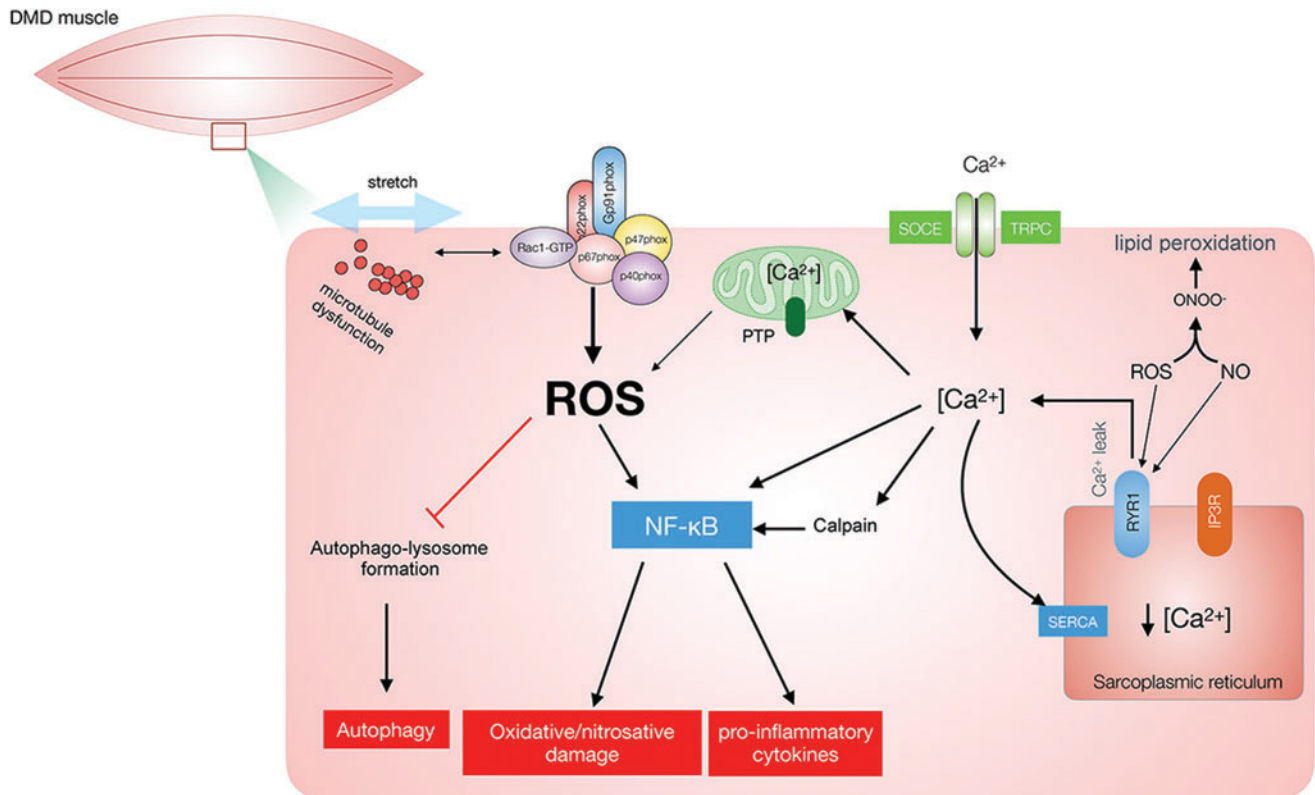 DMD muscle
stretch
microtubule
dysfunction
Rac1-GTP
p22phox
Gp91phox
p67phox
p47phox
p40phox
ROS
[Ca²⁺]
PTP
Ca²⁺
SOCE
TRPC
[Ca²⁺]
lipid peroxidation
ONOO⁻
ROS
NO
Ca²⁺ leak
RYR1
IP3R
SERCA
[Ca²⁺]
Sarcoplasmic reticulum
NF-κB
Calpain
Autophago-lysosome
formation
Autophagy
Oxidative/nitrosative
damage
pro-inflammatory
cytokines